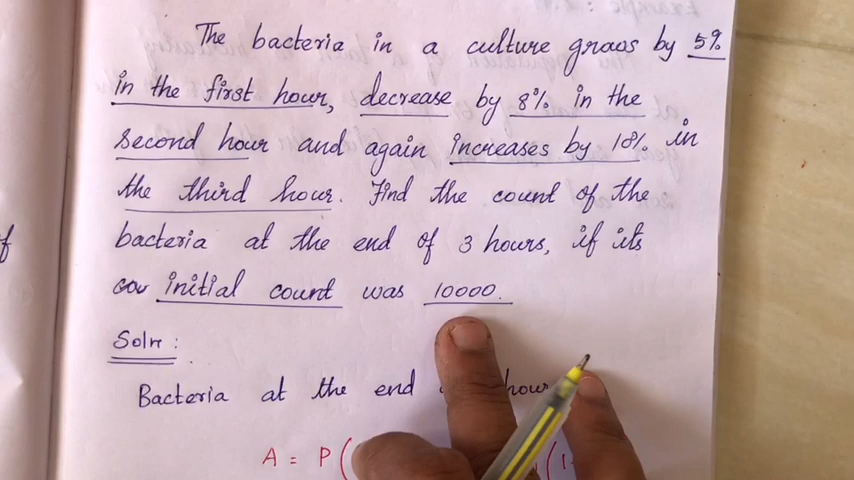 The bacteria in a culture grows by 5%
in the first hour, decrease by 8% in the
second hour and again increases by 10% in
the third hour. Find the count of the
bacteria at the end of 3 hours, if its
cou initial count was 10000.
Soln:
Bacteria at the end hour
A = P(
(1